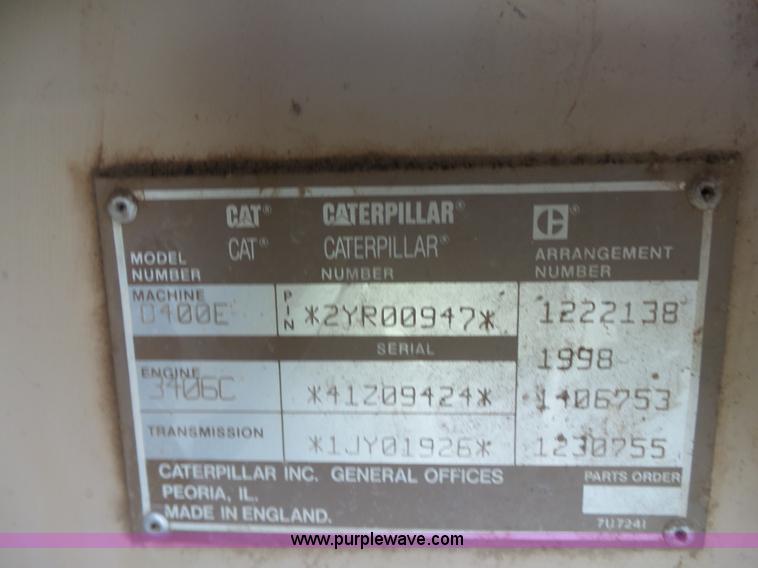 CAT® CATERPILLAR® C®
CAT® CATERPILLAR®
MODEL NUMBER NUMBER ARRANGEMENT NUMBER
MACHINE D400E PIN *2YR00947* 1222138
SERIAL 1998
ENGINE 3406C *41Z09424* 1406753
TRANSMISSION *1JY01926* 1230755
CATERPILLAR INC. GENERAL OFFICES PARTS ORDER
PEORIA, IL.
MADE IN ENGLAND. 7U7241
www.purplewave.com